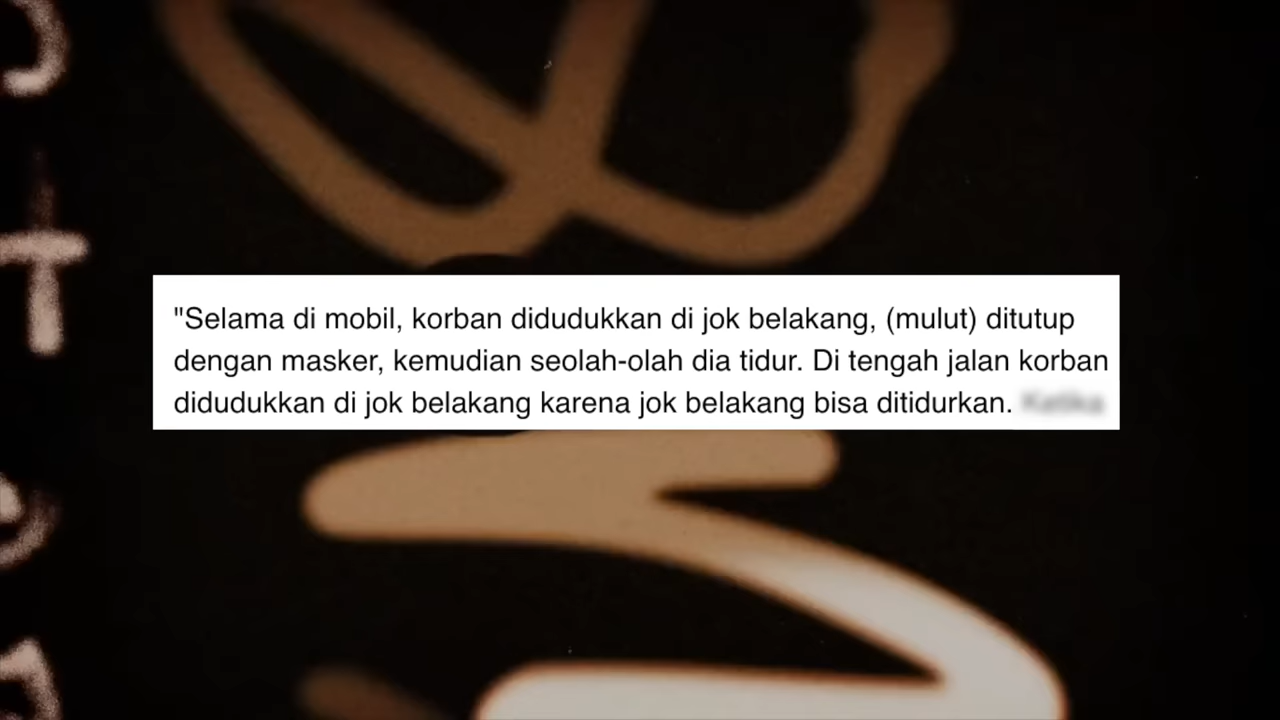 "Selama di mobil, korban didudukkan di jok belakang, (mulut) ditutup
dengan masker, kemudian seolah-olah dia tidur. Di tengah jalan korban
didudukkan di jok belakang karena jok belakang bisa ditidurkan.